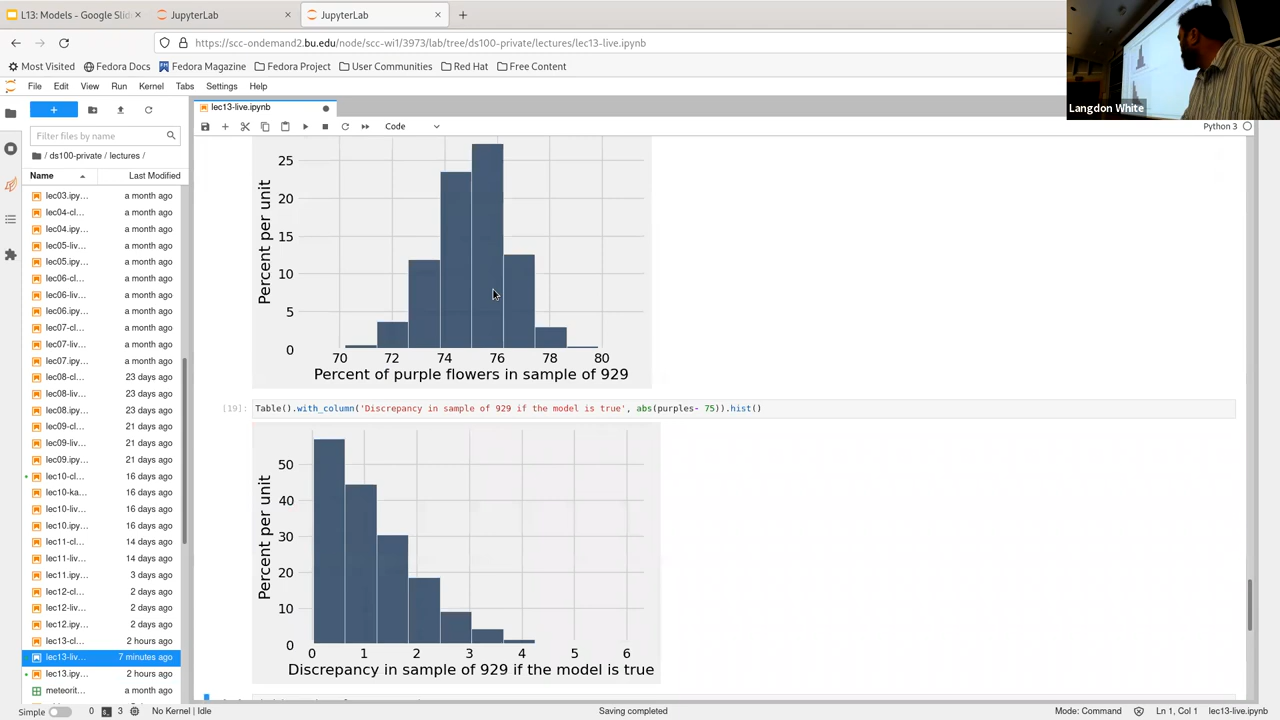 L13: Models - Google Slid
JupyterLab
JupyterLab
https://scc-ondemand2.bu.edu/node/scc-wi1/3973/lab/tree/ds100-private/lectures/lec13-live.ipynb
Most Visited
Fedora Docs
Fedora Magazine
Fedora Project
User Communities
Red Hat
Free Content
Langdon White
File Edit View Run Kernel Tabs Settings Help
lec13-live.ipynb
Code
Python 3
Filter files by name
/ ds100-private / lectures /
Name Last Modified
lec03.ipy... a month ago
lec04-cl... a month ago
lec04.ipy... a month ago
lec05-liv... a month ago
lec05.ipy... a month ago
lec06-cl... a month ago
lec06-liv... a month ago
lec06.ipy... a month ago
lec07-cl... a month ago
lec07-liv... a month ago
lec07.ipy... a month ago
lec08-cl... 23 days ago
lec08-liv... 23 days ago
lec08.ipy... 23 days ago
lec09-cl... 21 days ago
lec09-liv... 21 days ago
lec09.ipy... 21 days ago
lec10-cl... 16 days ago
lec10-ka... 16 days ago
lec10-liv... 16 days ago
lec10.ipy... 16 days ago
lec11-cl... 14 days ago
lec11-liv... 14 days ago
lec11.ipy... 3 days ago
lec12-cl... 2 days ago
lec12-liv... 2 days ago
lec12.ipy... 2 days ago
lec13-cl... 2 hours ago
lec13-liv... 7 minutes ago
lec13.ipy... 2 hours ago
meteorit... a month ago
Percent per unit
25
20
15
10
5
0
70 72 74 76 78 80
Percent of purple flowers in sample of 929
[19]: Table().with_column('Discrepancy in sample of 929 if the model is true', abs(purples- 75)).hist()
Percent per unit
50
40
30
20
10
0
0 1 2 3 4 5 6
Discrepancy in sample of 929 if the model is true
Simple 0 3 No Kernel | Idle Saving completed Mode: Command Ln 1, Col 1 lec13-live.ipynb